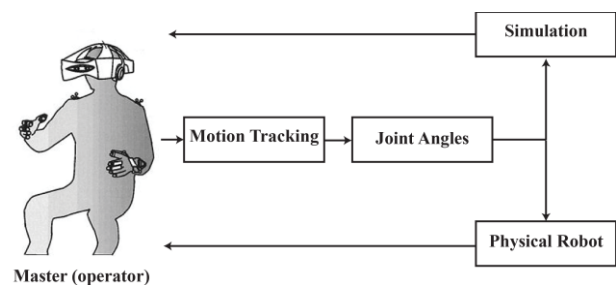 Simulation
Motion Tracking
Joint Angles
Physical Robot
Master (operator)